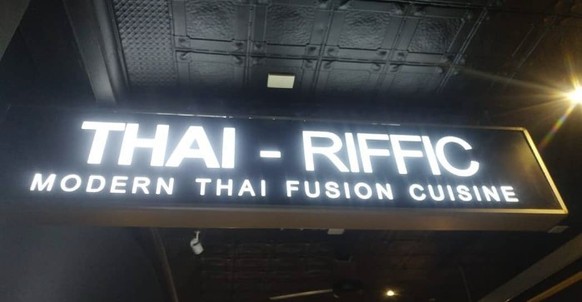 THAI - RIFFIC
MODERN THAI FUSION CUISINE